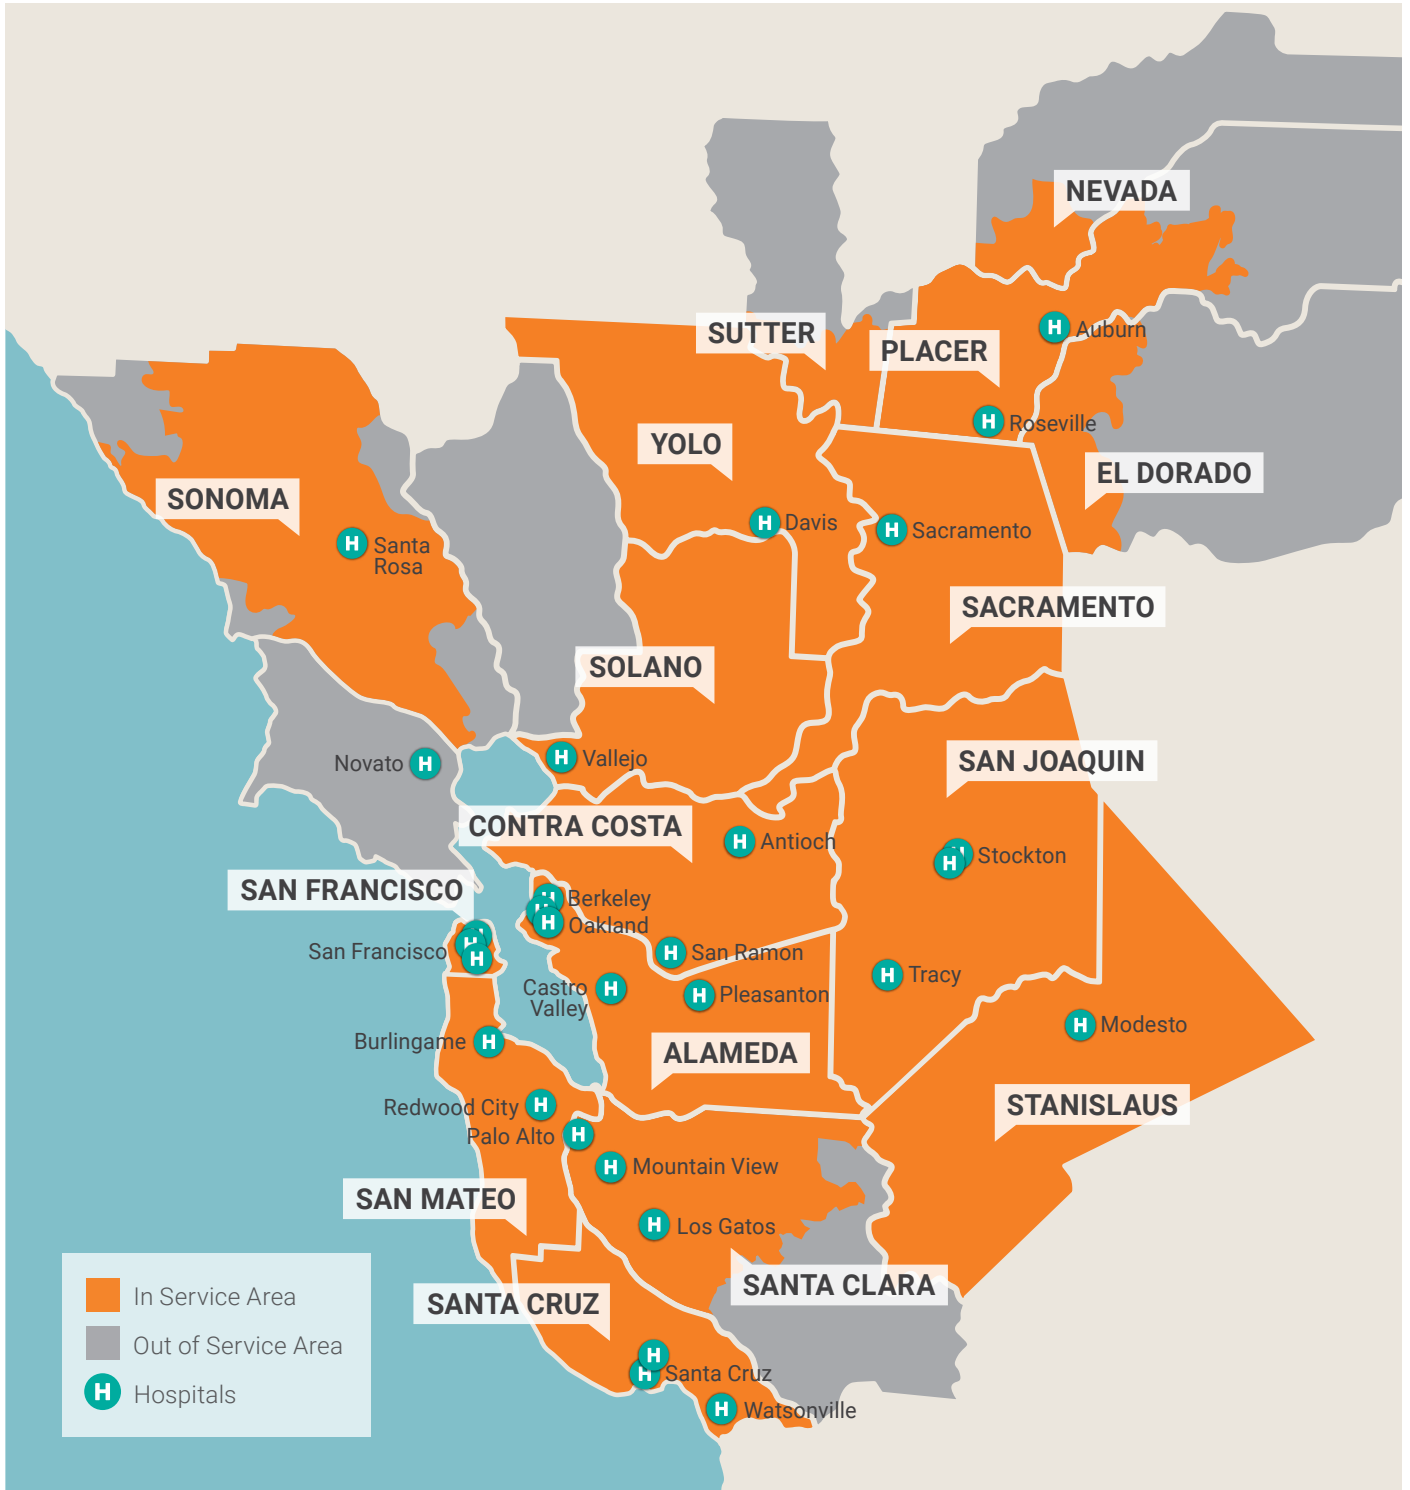 NEVADA
SUTTER
PLACER
Auburn
Roseville
YOLO
EL DORADO
SONOMA
Davis
Sacramento
Santa
Rosa
SACRAMENTO
SOLANO
Novato
Vallejo
SAN JOAQUIN
CONTRA COSTA
Antioch
Stockton
SAN FRANCISCO
Berkeley
Oakland
San Francisco
San Ramon
Tracy
Castro
Valley
Pleasanton
Modesto
Burlingame
ALAMEDA
Redwood City
STANISLAUS
Palo Alto
Mountain View
SAN MATEO
Los Gatos
SANTA CLARA
SANTA CRUZ
In Service Area
Out of Service Area
Santa Cruz
H Hospitals
Watsonville